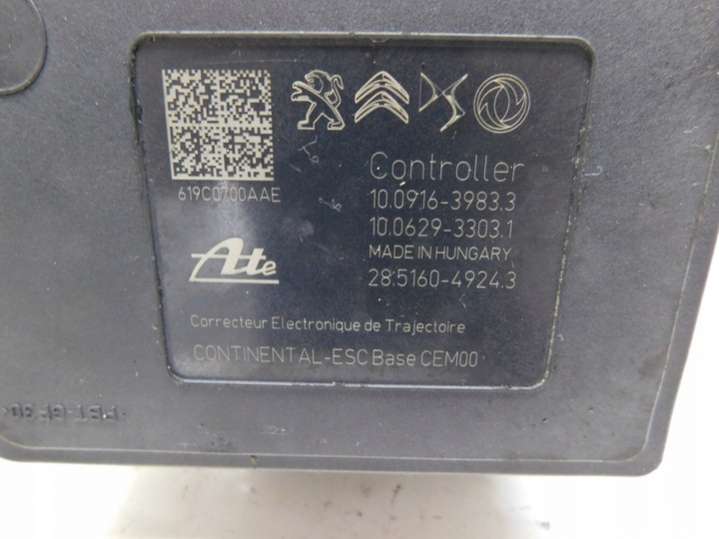 619C0700AAE
Controller
10.0916-3983.3
10.0629-3303.1
MADE IN HUNGARY
28.5160-4924.3
Ate
Correcteur Electronique de Trajectoire
CONTINENTAL-ESC Base CEM00